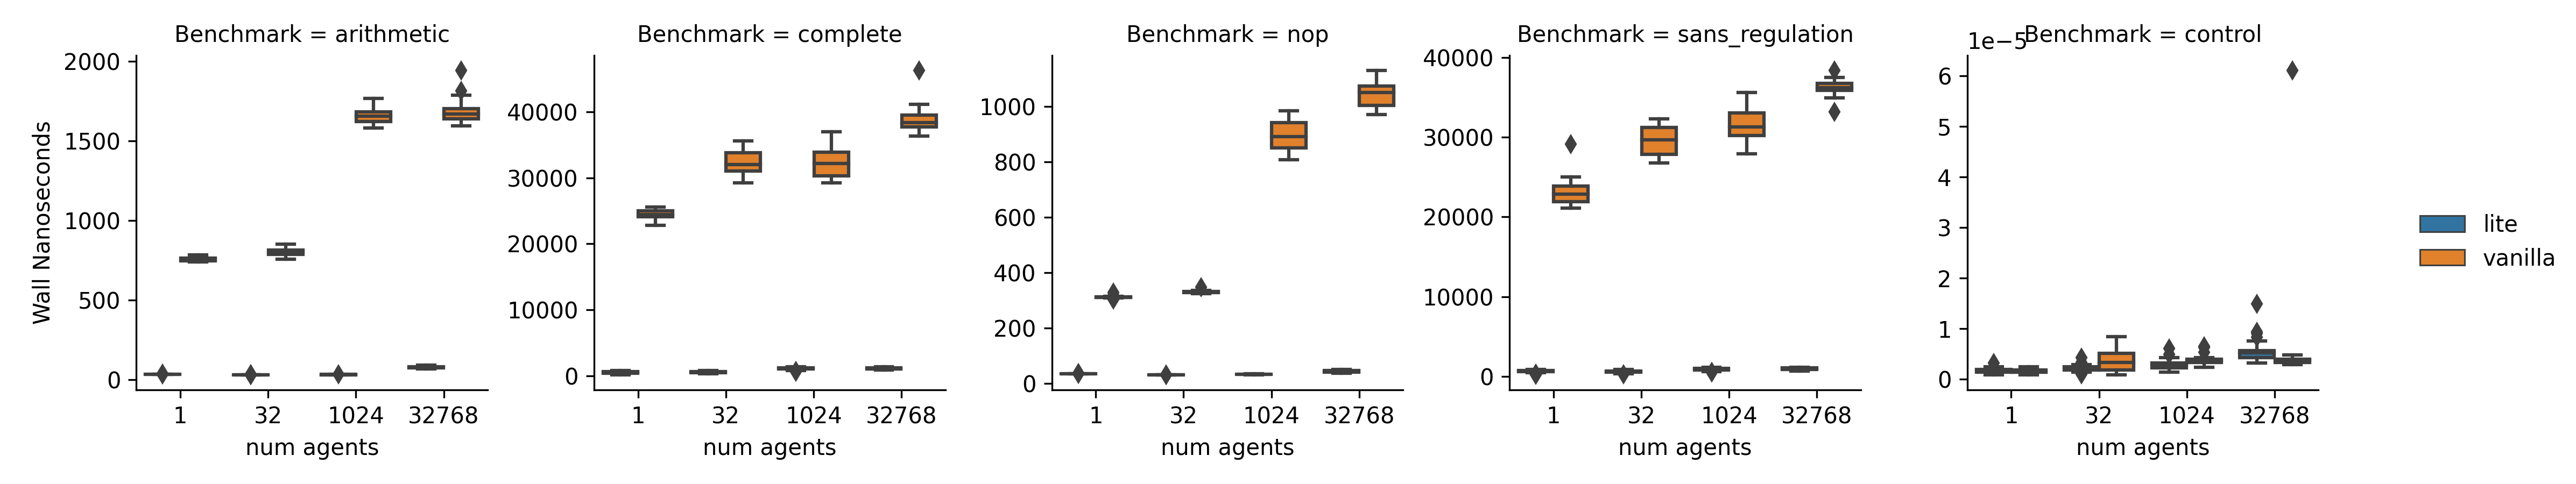 Benchmark = arithmetic
Wall Nanoseconds
2000
1500
1000
500
0
1 32 1024 32768
num agents
Benchmark = complete
40000
30000
20000
10000
0
1 32 1024 32768
num agents
Benchmark = nop
1000
800
600
400
200
0
1 32 1024 32768
num agents
Benchmark = sans_regulation
40000
30000
20000
10000
0
1 32 1024 32768
num agents
Benchmark = control
1e−5
6
5
4
3
2
1
0
1 32 1024 32768
num agents
lite
vanilla